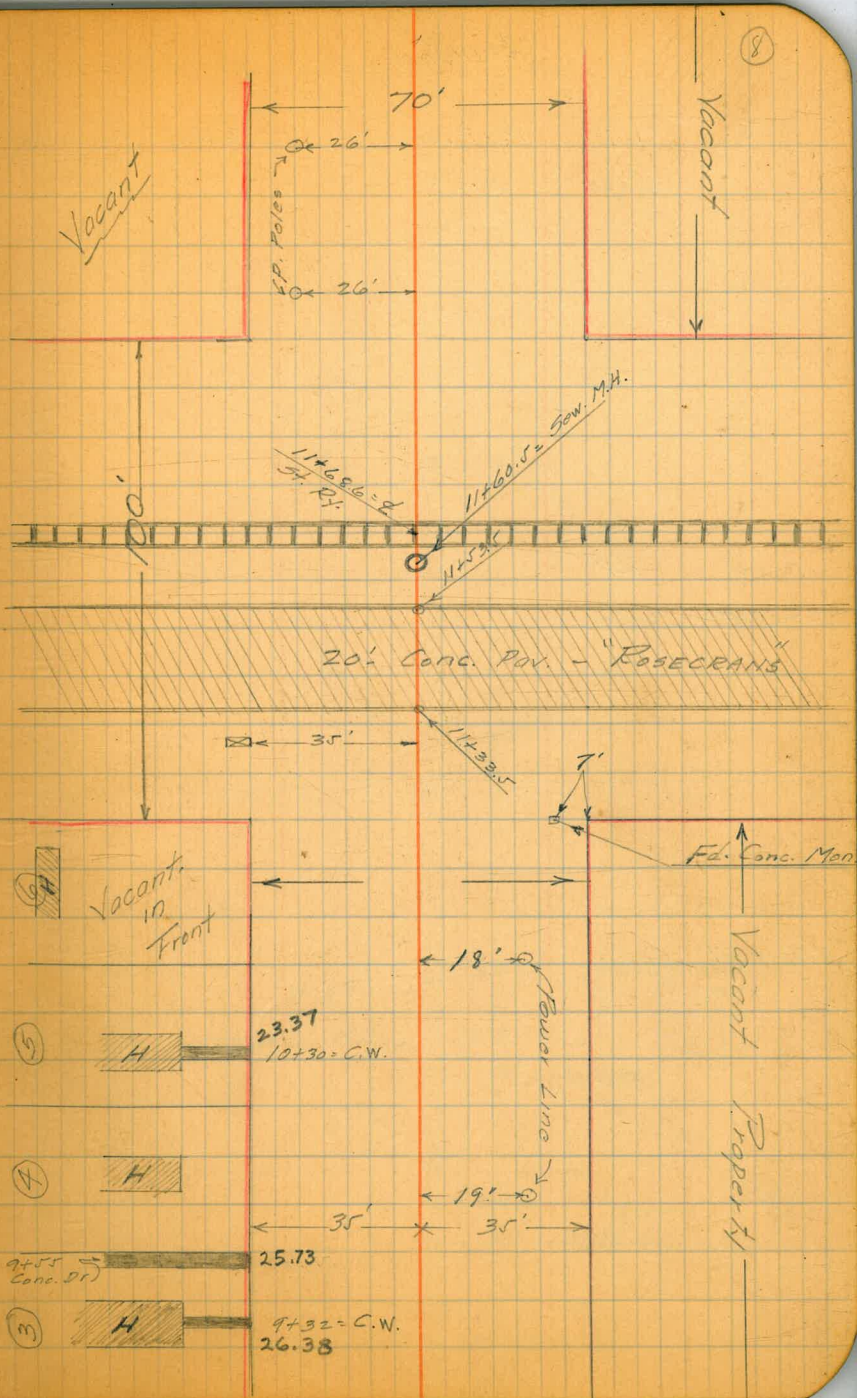 8
70'
Vacant
Vacant
26'
T.P. Poles
26'
100'
11+68.6 = ℄
St. Ry.
11+60.5 = Sew. M.H.
11+53.5
20' Conc. Pav. - "ROSECRANS"
35'
11+33.5
7'
Fd. Conc. Mon.
6
H
Vacant
in
Front
18'
Power Line
Vacant Property
23.37
5
H
10+30 = C.W.
4
H
19'
35'
35'
9+55
Conc. Dr.
25.73
3
H
9+32 = C.W.
26.38